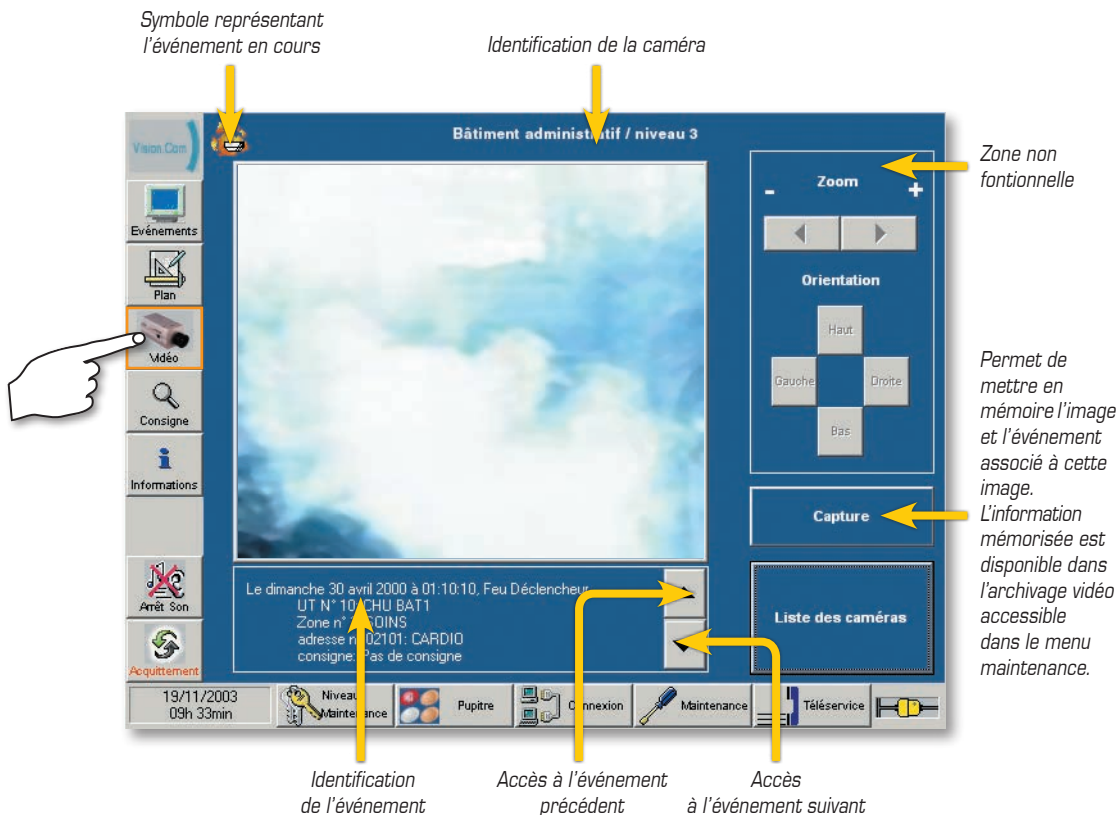 Symbole représentant
l'événement en cours
Identification de la caméra
Vision.Com
Bâtiment administratif / niveau 3
Zone non
fontionnelle
- Zoom +
Evénements
Plan
Orientation
Haut
Vidéo
Gauche
Droite
Bas
Consigne
Informations
Permet de
mettre en
mémoire l'image
et l'événement
associé à cette
image.
L'information
mémorisée est
disponible dans
l'archivage vidéo
accessible
dans le menu
maintenance.
Capture
Arrêt Son
Le dimanche 30 avril 2000 à 01:10:10, Feu Déclencheur
UT N° 10: CHU BAT1
Zone n° SOINS
adresse n° 02101: CARDIO
consigne: Pas de consigne
Liste des caméras
Acquittement
19/11/2003
09h 33min
Niveau
Maintenance
Pupitre
Connexion
Maintenance
Téléservice
Identification
de l'événement
Accès à l'événement
précédent
Accès
à l'événement suivant